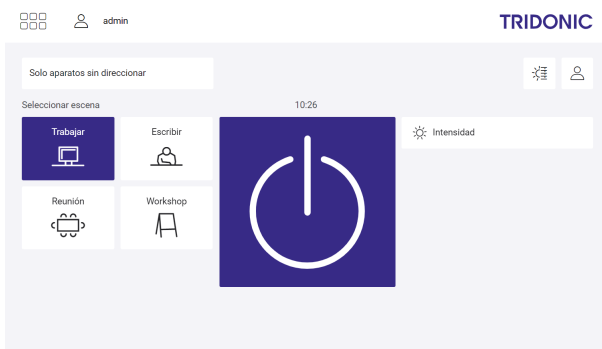 admin
TRIDONIC
Solo aparatos sin direccionar
Seleccionar escena
10:26
Trabajar
Escribir
Intensidad
Reunión
Workshop